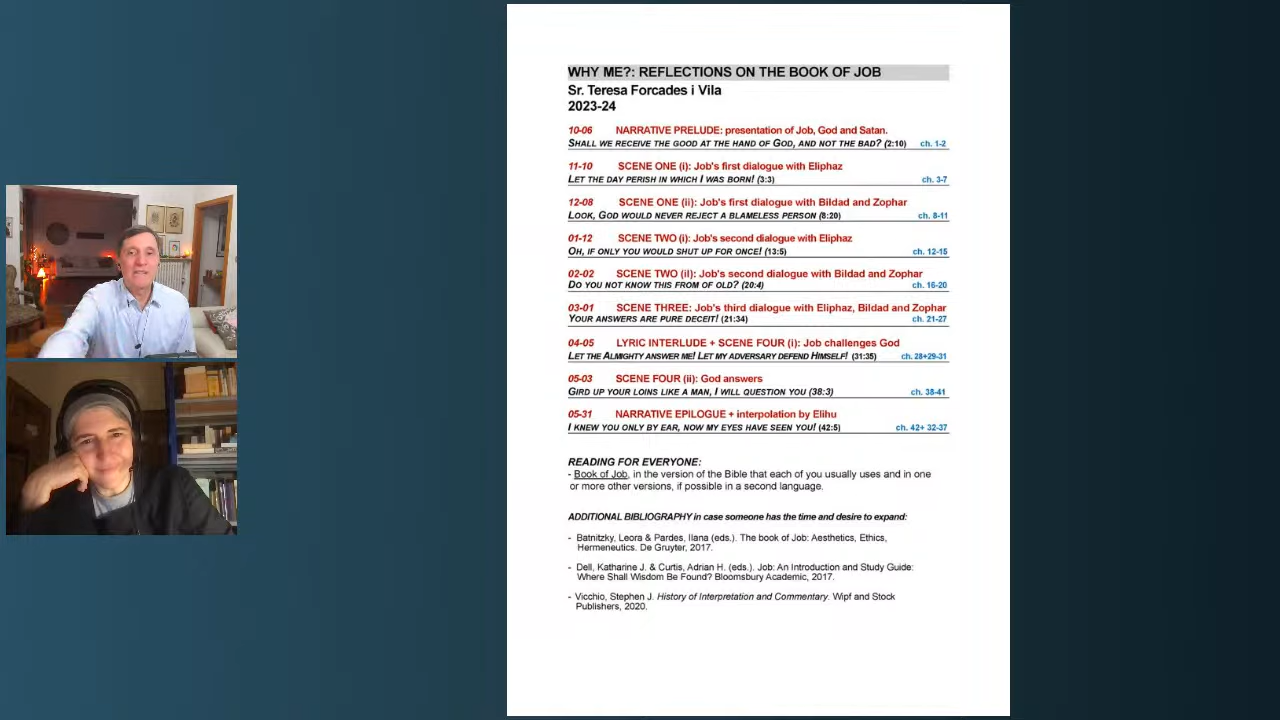 WHY ME?: REFLECTIONS ON THE BOOK OF JOB
Sr. Teresa Forcades i Vila
2023-24
10-06 NARRATIVE PRELUDE: presentation of Job, God and Satan.
SHALL WE RECEIVE THE GOOD AT THE HAND OF GOD, AND NOT THE BAD? (2:10) ch. 1-2
11-10 SCENE ONE (i): Job's first dialogue with Eliphaz
LET THE DAY PERISH IN WHICH I WAS BORN! (3:3) ch. 3-7
12-08 SCENE ONE (ii): Job's first dialogue with Bildad and Zophar
LOOK, GOD WOULD NEVER REJECT A BLAMELESS PERSON (8:20) ch. 8-11
01-12 SCENE TWO (i): Job's second dialogue with Eliphaz
OH, IF ONLY YOU WOULD SHUT UP FOR ONCE! (13:5) ch. 12-15
02-02 SCENE TWO (iI): Job's second dialogue with Bildad and Zophar
DO YOU NOT KNOW THIS FROM OF OLD? (20:4) ch. 16-20
03-01 SCENE THREE: Job's third dialogue with Eliphaz, Bildad and Zophar
YOUR ANSWERS ARE PURE DECEIT! (21:34) ch. 21-27
04-05 LYRIC INTERLUDE + SCENE FOUR (i): Job challenges God
LET THE ALMIGHTY ANSWER ME! LET MY ADVERSARY DEFEND HIMSELF! (31:35) ch. 28+29-31
05-03 SCENE FOUR (ii): God answers
GIRD UP YOUR LOINS LIKE A MAN, I WILL QUESTION YOU (38:3) ch. 38-41
05-31 NARRATIVE EPILOGUE + interpolation by Elihu
I KNEW YOU ONLY BY EAR, NOW MY EYES HAVE SEEN YOU! (42:5) ch. 42+ 32-37
READING FOR EVERYONE:
- Book of Job, in the version of the Bible that each of you usually uses and in one
or more other versions, if possible in a second language.
ADDITIONAL BIBLIOGRAPHY in case someone has the time and desire to expand:
- Batnitzky, Leora & Pardes, Ilana (eds.). The book of Job: Aesthetics, Ethics,
Hermeneutics. De Gruyter, 2017.
- Dell, Katharine J. & Curtis, Adrian H. (eds.). Job: An Introduction and Study Guide:
Where Shall Wisdom Be Found? Bloomsbury Academic, 2017.
- Vicchio, Stephen J. History of Interpretation and Commentary. Wipf and Stock
Publishers, 2020.